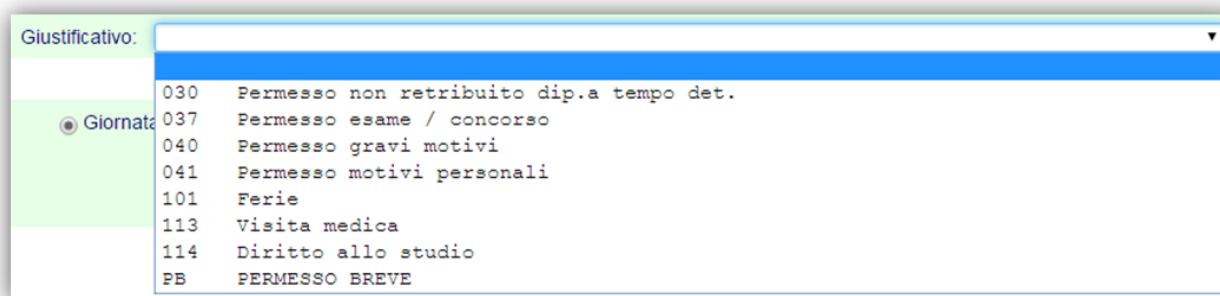 Giustificativo:
030 Permesso non retribuito dip.a tempo det.
Giornata
037 Permesso esame / concorso
040 Permesso gravi motivi
041 Permesso motivi personali
101 Ferie
113 Visita medica
114 Diritto allo studio
PB PERMESSO BREVE